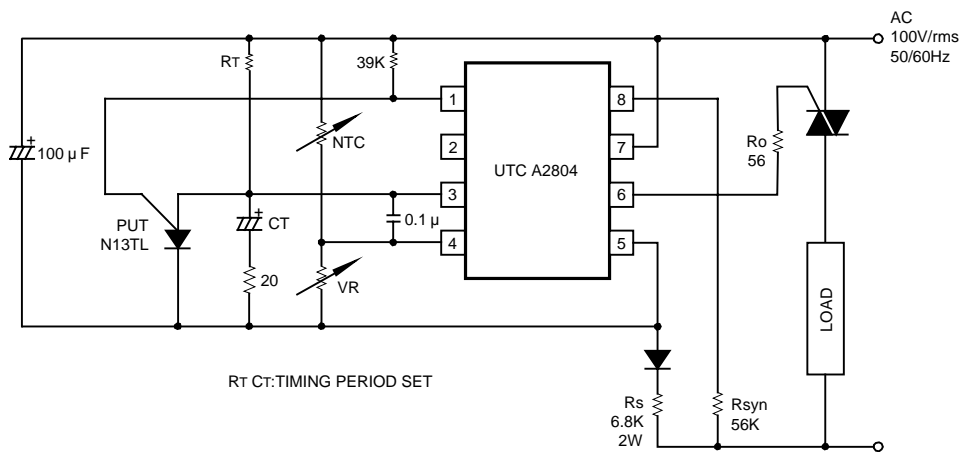 AC
100V/rms
50/60Hz
RT
39K
1
8
NTC
100 μ F
2
7
Ro
56
UTC A2804
PUT
N13TL
3
6
CT
0.1 μ
4
5
20
VR
LOAD
RT CT:TIMING PERIOD SET
Rs
6.8K
2W
Rsyn
56K